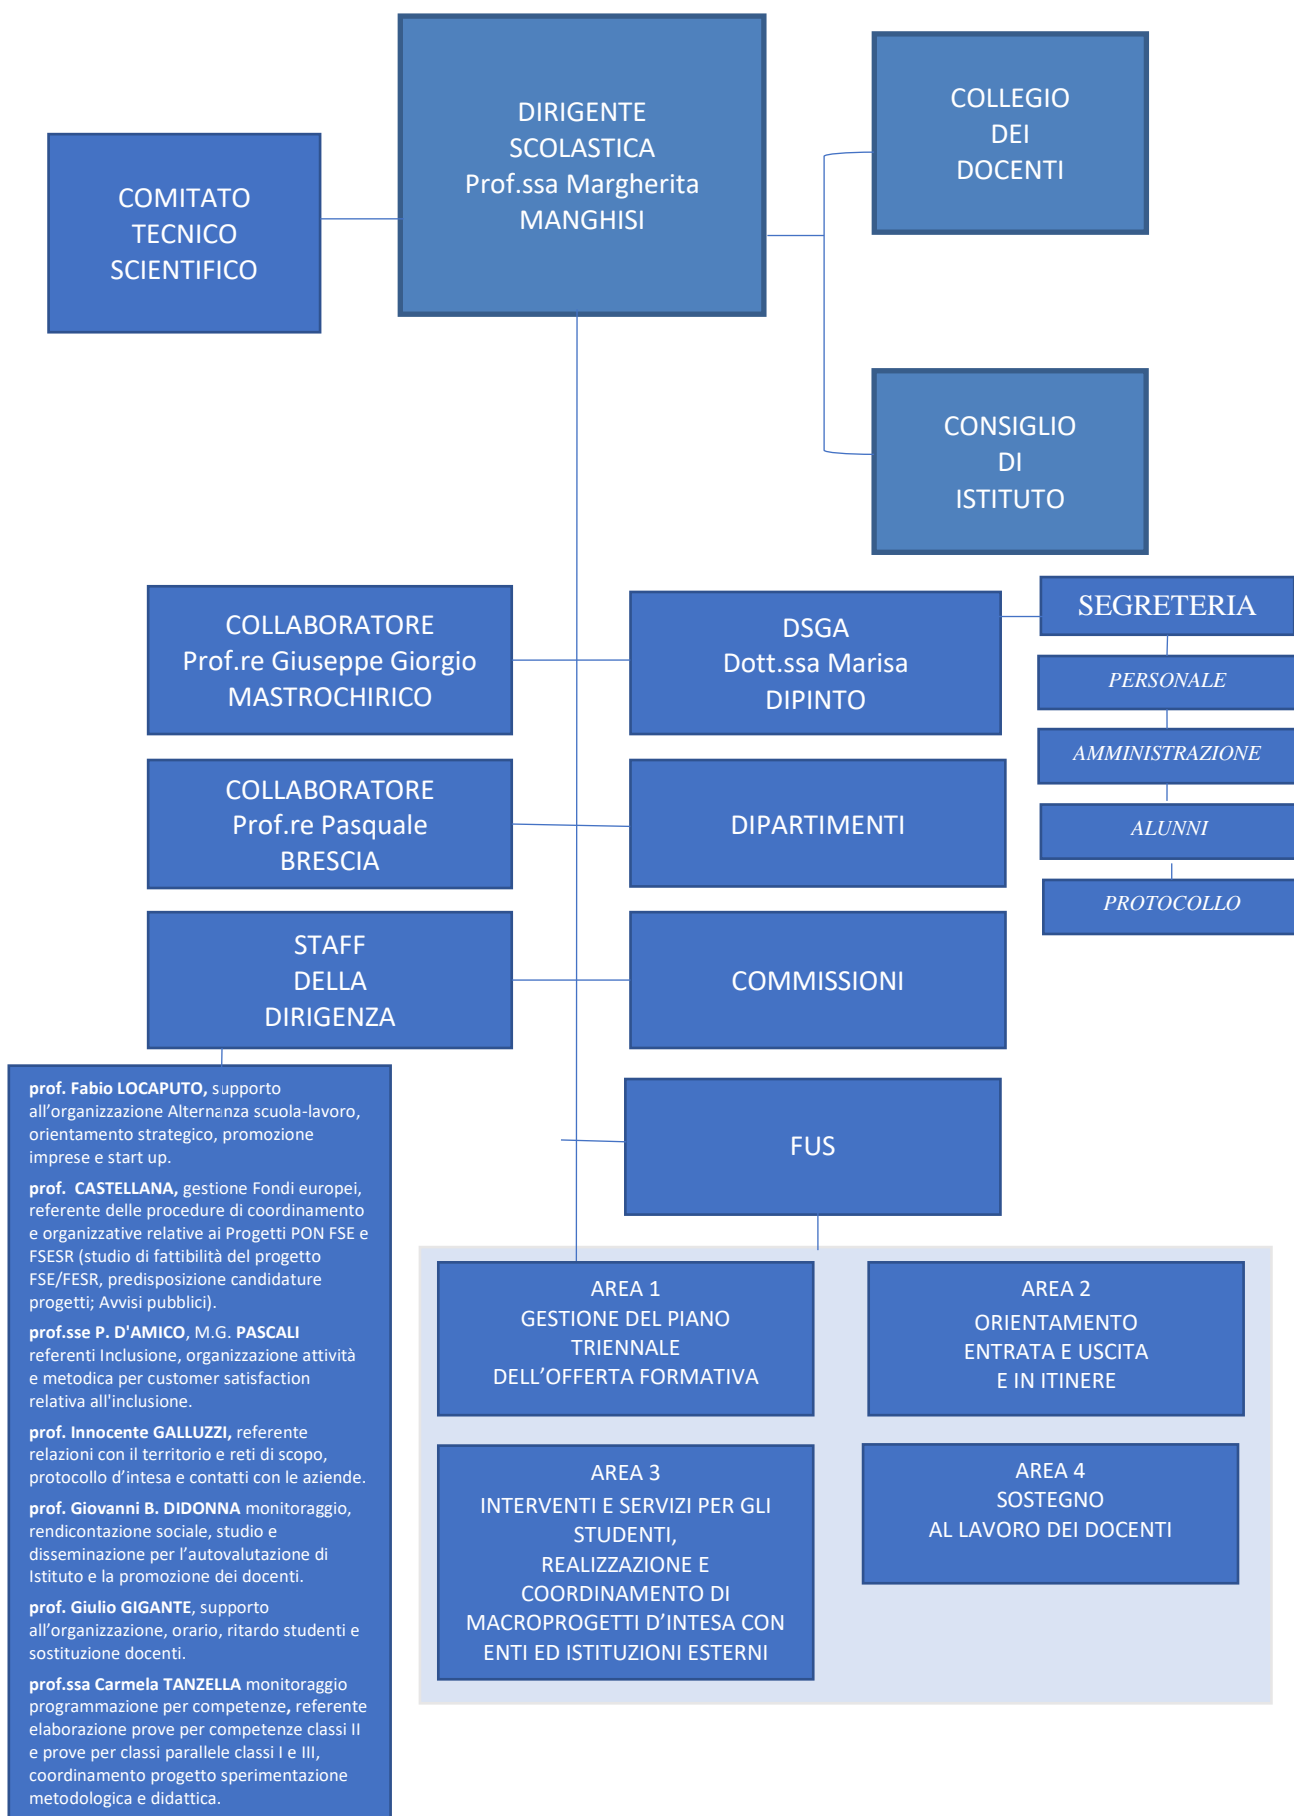 DIRIGENTE
SCOLASTICA
Prof.ssa Margherita
MANGHISI
COLLEGIO
DEI
DOCENTI
COMITATO
TECNICO
SCIENTIFICO
CONSIGLIO
DI
ISTITUTO
COLLABORATORE
Prof.re Giuseppe Giorgio
MASTROCHIRICO
DSGA
Dott.ssa Marisa
DIPINTO
SEGRETERIA
PERSONALE
AMMINISTRAZIONE
ALUNNI
PROTOCOLLO
COLLABORATORE
Prof.re Pasquale
BRESCIA
DIPARTIMENTI
STAFF
DELLA
DIRIGENZA
COMMISSIONI
prof. Fabio LOCAPUTO, supporto
all'organizzazione Alternanza scuola-lavoro,
orientamento strategico, promozione
imprese e start up.
prof. CASTELLANA, gestione Fondi europei,
referente delle procedure di coordinamento
e organizzative relative ai Progetti PON FSE e
FSESR (studio di fattibilità del progetto
FSE/FESR, predisposizione candidature
progetti; Avvisi pubblici).
prof.sse P. D'AMICO, M.G. PASCALI
referenti Inclusione, organizzazione attività
e metodica per customer satisfaction
relativa all'inclusione.
prof. Innocente GALLUZZI, referente
relazioni con il territorio e reti di scopo,
protocollo d'intesa e contatti con le aziende.
prof. Giovanni B. DIDONNA monitoraggio,
rendicontazione sociale, studio e
disseminazione per l'autovalutazione di
Istituto e la promozione dei docenti.
prof. Giulio GIGANTE, supporto
all'organizzazione, orario, ritardo studenti e
sostituzione docenti.
prof.ssa Carmela TANZELLA monitoraggio
programmazione per competenze, referente
elaborazione prove per competenze classi II
e prove per classi parallele classi I e III,
coordinamento progetto sperimentazione
metodologica e didattica.
FUS
AREA 1
GESTIONE DEL PIANO
TRIENNALE
DELL'OFFERTA FORMATIVA
AREA 2
ORIENTAMENTO
ENTRATA E USCITA
E IN ITINERE
AREA 3
INTERVENTI E SERVIZI PER GLI
STUDENTI,
REALIZZAZIONE E
COORDINAMENTO DI
MACROPROGETTI D'INTESA CON
ENTI ED ISTITUZIONI ESTERNI
AREA 4
SOSTEGNO
AL LAVORO DEI DOCENTI